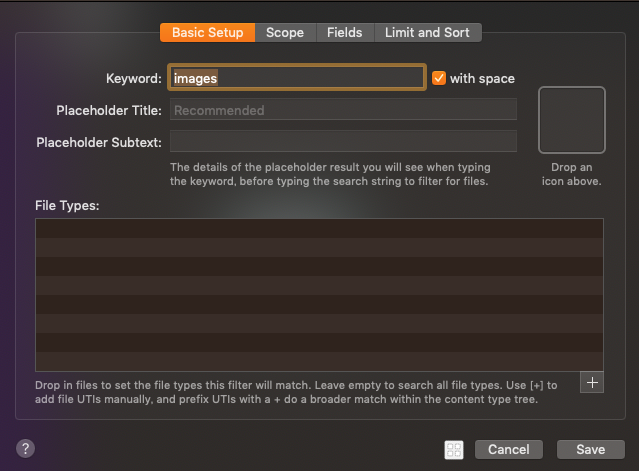 Basic Setup Scope Fields Limit and Sort
Keyword: images with space
Placeholder Title: Recommended
Placeholder Subtext:
The details of the placeholder result you will see when typing
the keyword, before typing the search string to filter for files.
Drop an
icon above.
File Types:
Drop in files to set the file types this filter will match. Leave empty to search all file types. Use [+] to
add file UTIs manually, and prefix UTIs with a + do a broader match within the content type tree.
+
? Cancel Save